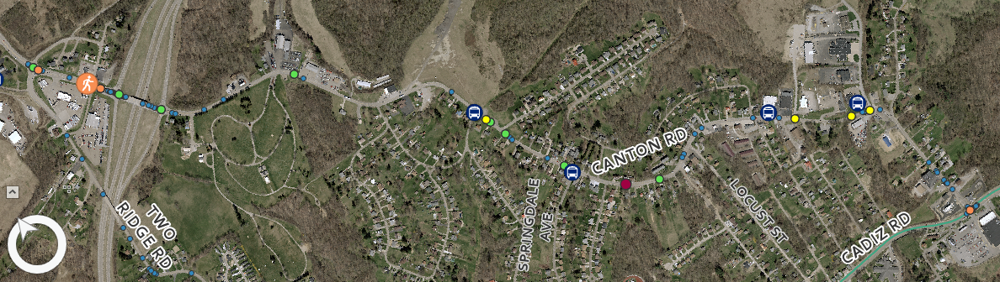 CANTON RD
TWO
RIDGE RD
SPRINGDALE
AVE
LOCUST ST
CADIZ RD